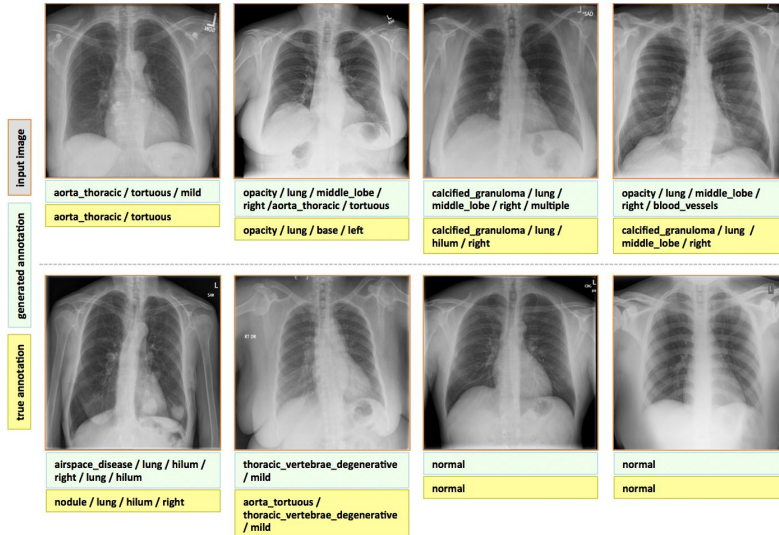 input image
generated annotation
true annotation
L
aorta_thoracic / tortuous / mild
aorta_thoracic / tortuous
opacity / lung / middle_lobe /
right /aorta_thoracic / tortuous
opacity / lung / base / left
calcified_granuloma / lung /
middle_lobe / right / multiple
calcified_granuloma / lung /
hilum / right
opacity / lung / middle_lobe /
right / blood_vessels
calcified_granuloma / lung /
middle_lobe / right
L
airspace_disease / lung / hilum /
right / lung / hilum
nodule / lung / hilum / right
RT DR
thoracic_vertebrae_degenerative
/ mild
aorta_tortuous /
thoracic_vertebrae_degenerative
/ mild
L
normal
normal
normal
normal